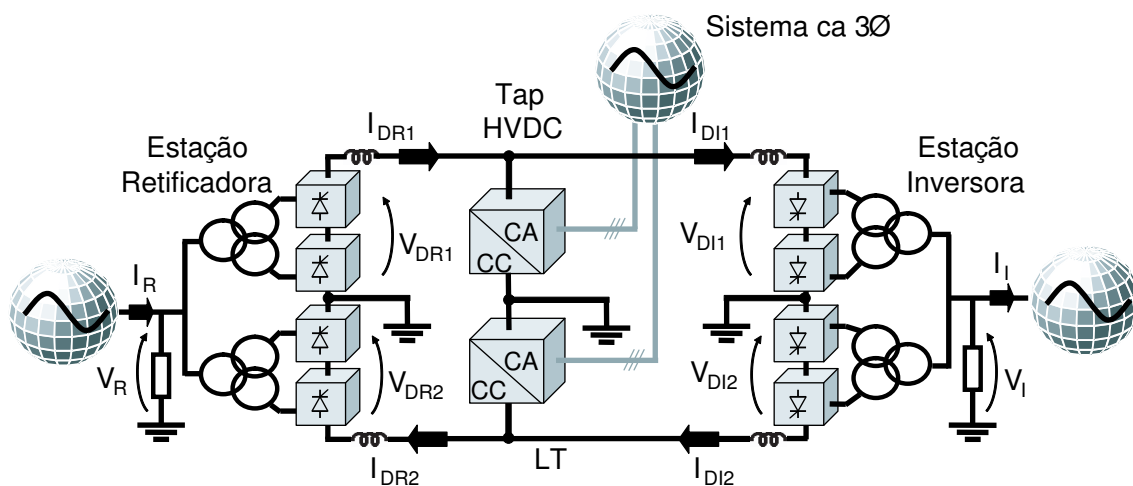 Sistema ca 3Ø
Tap
HVDC
I_DR1
I_DI1
Estação
Retificadora
Estação
Inversora
CA
CC
V_DR1
V_DI1
I_R
I_I
CA
CC
V_R
V_DR2
V_DI2
V_I
I_DR2
LT
I_DI2